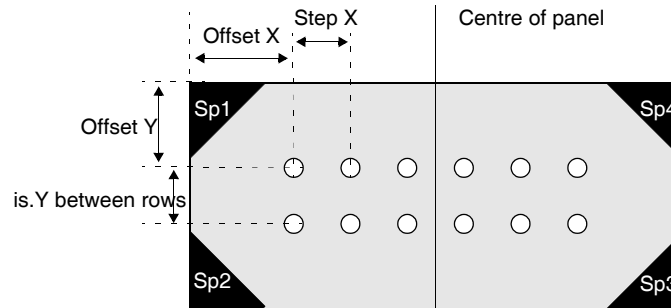 Step X
Centre of panel
Offset X
Sp1
Sp4
Offset Y
is.Y between rows
Sp2
Sp3